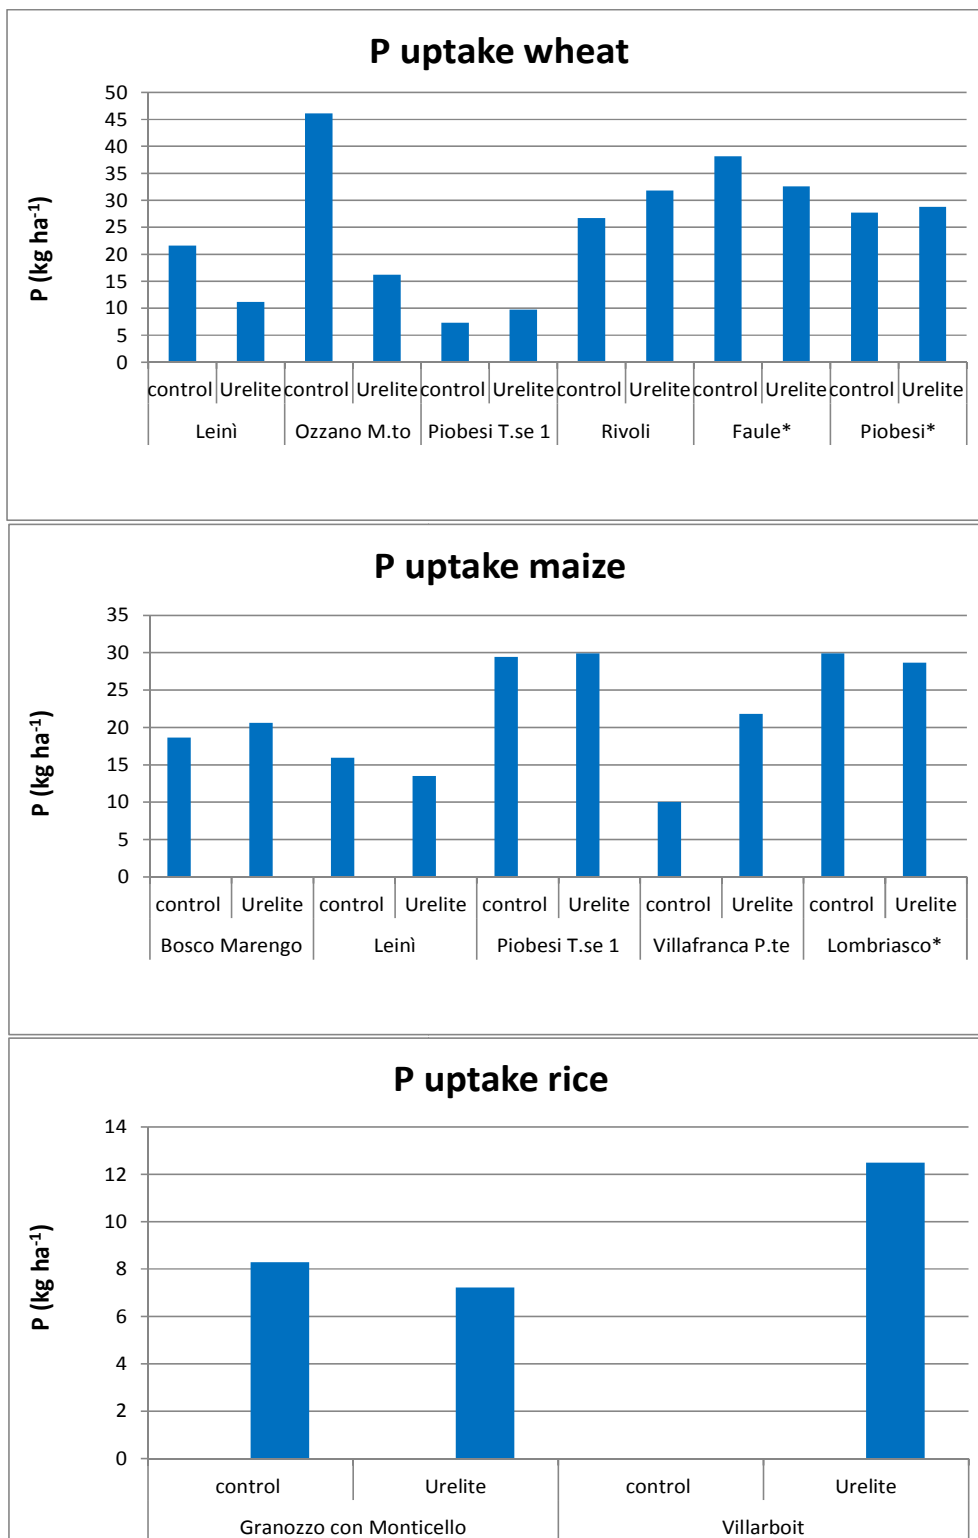 P uptake wheat
50
45
40
35
30
25
20
15
10
5
0
P (kg ha⁻¹)
control Urelite control Urelite control Urelite control Urelite control Urelite control Urelite
Leinì Ozzano M.to Piobesi T.se 1 Rivoli Faule* Piobesi*
P uptake maize
35
30
25
20
15
10
5
0
P (kg ha⁻¹)
control Urelite control Urelite control Urelite control Urelite control Urelite
Bosco Marengo Leinì Piobesi T.se 1 Villafranca P.te Lombriasco*
P uptake rice
14
12
10
8
6
4
2
0
P (kg ha⁻¹)
control Urelite control Urelite
Granozzo con Monticello Villarboit